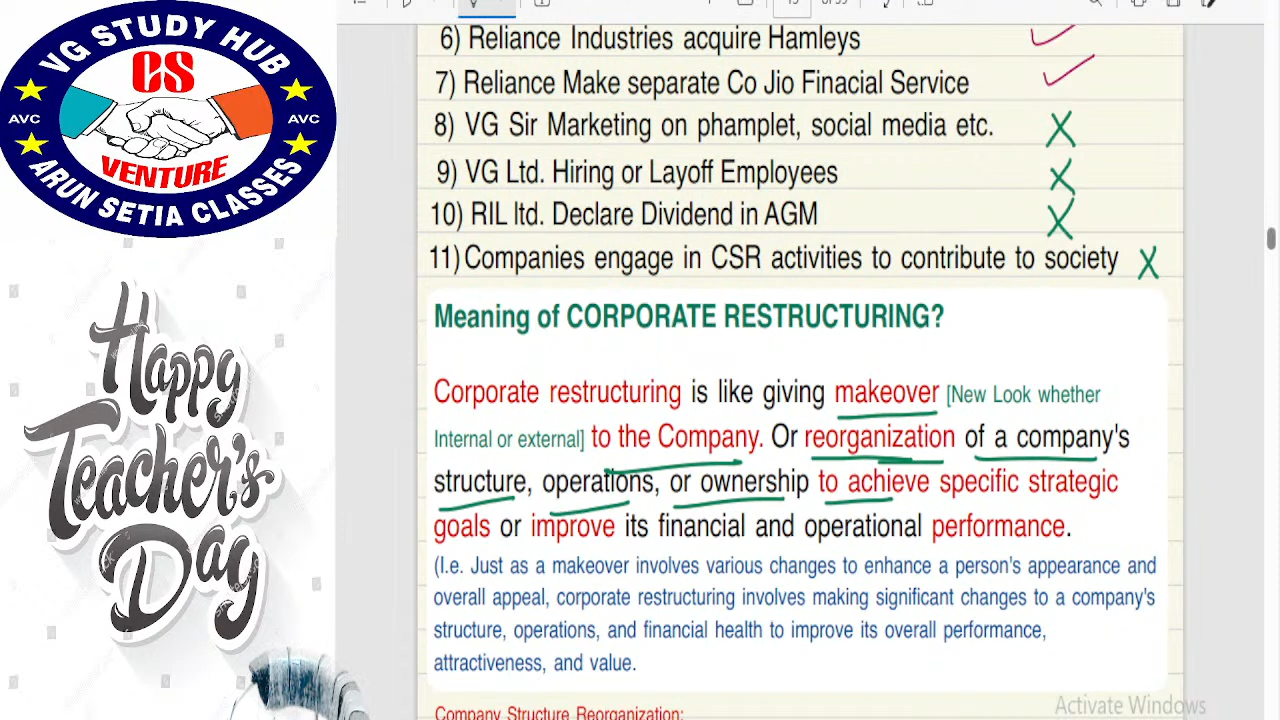 VG STUDY HUB
CS
AVC
AVC
VENTURE
ARUN SETIA CLASSES
Happy
Teacher's
Day
6) Reliance Industries acquire Hamleys
7) Reliance Make separate Co Jio Finacial Service
8) VG Sir Marketing on phamplet, social media etc.
9) VG Ltd. Hiring or Layoff Employees
10) RIL ltd. Declare Dividend in AGM
11) Companies engage in CSR activities to contribute to society
Meaning of CORPORATE RESTRUCTURING?
Corporate restructuring is like giving makeover [New Look whether
Internal or external] to the Company. Or reorganization of a company's
structure, operations, or ownership to achieve specific strategic
goals or improve its financial and operational performance.
(I.e. Just as a makeover involves various changes to enhance a person's appearance and
overall appeal, corporate restructuring involves making significant changes to a company's
structure, operations, and financial health to improve its overall performance,
attractiveness, and value.
Company Structure Reorganization:
Activate Windows